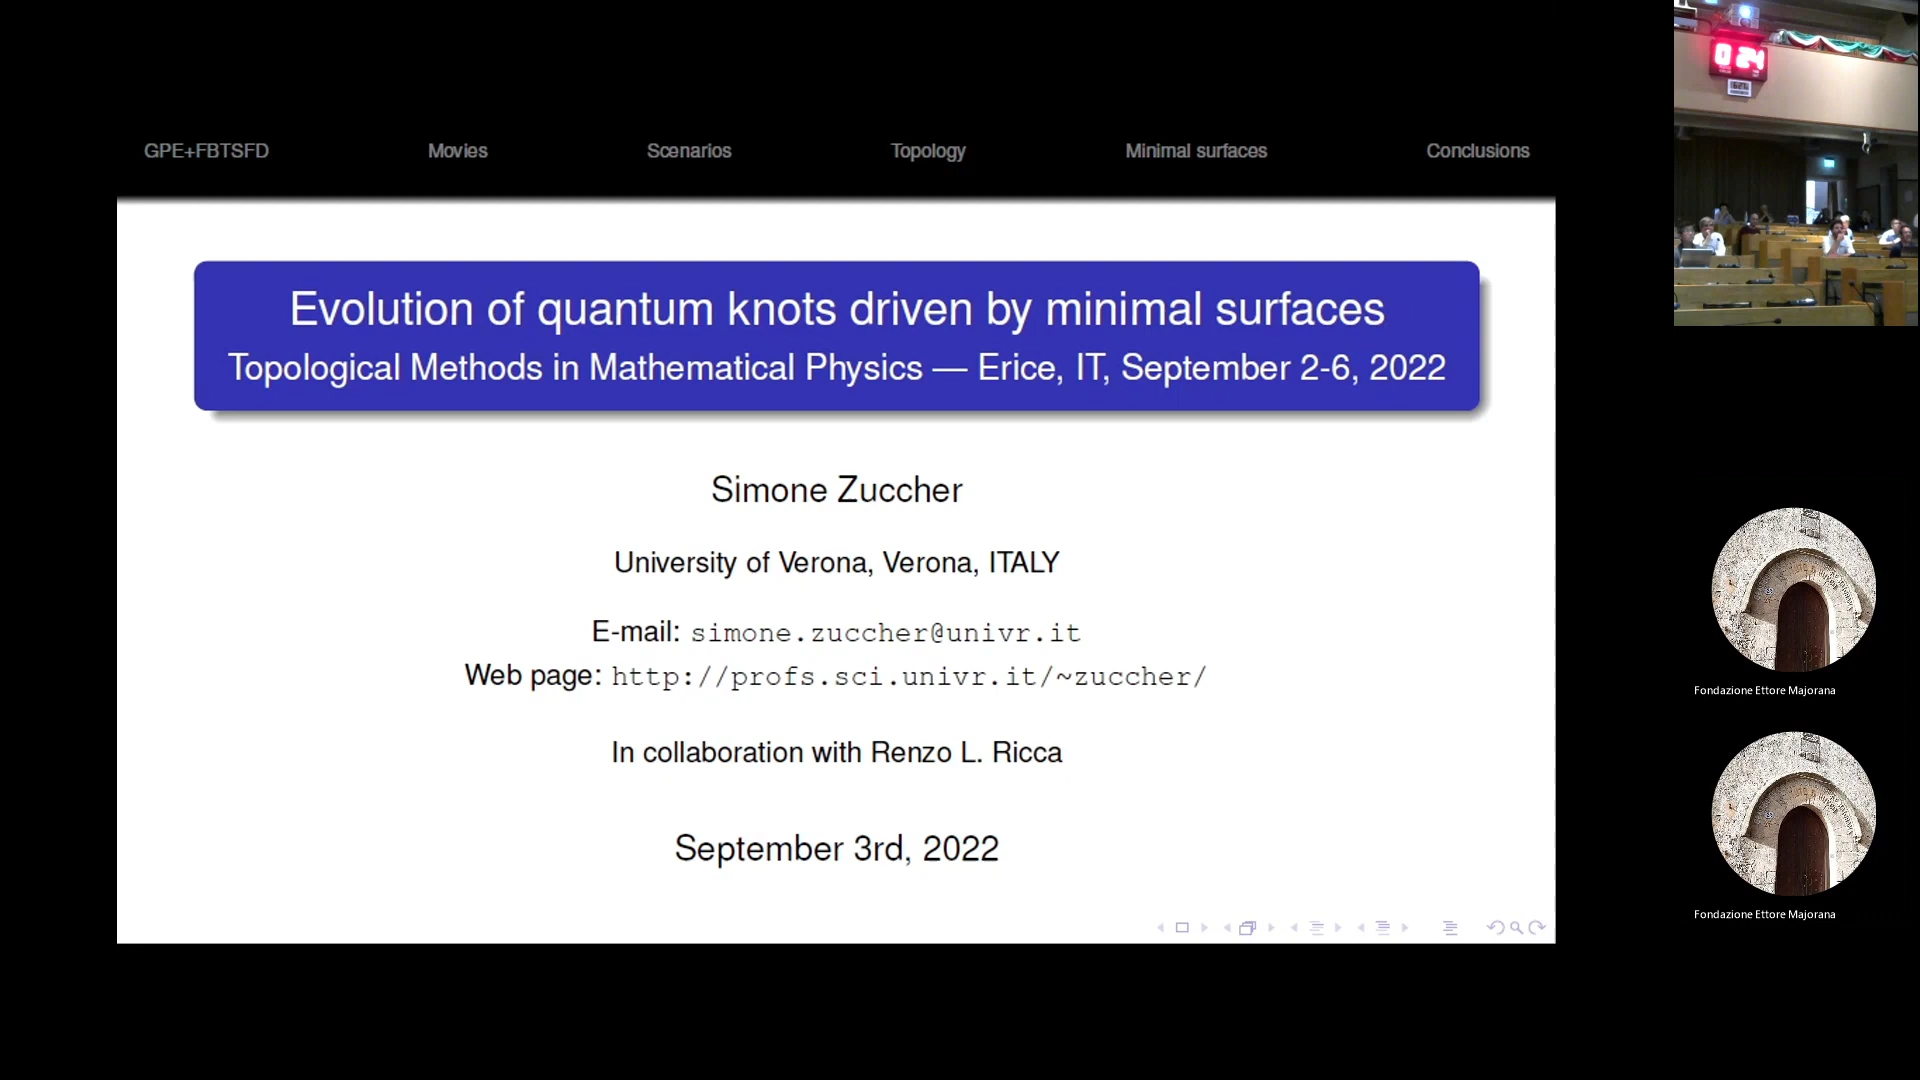 GPE+FBTSFD Movies Scenarios Topology Minimal surfaces Conclusions
Evolution of quantum knots driven by minimal surfaces
Topological Methods in Mathematical Physics — Erice, IT, September 2-6, 2022
Simone Zuccher
University of Verona, Verona, ITALY
E-mail: simone.zuccher@univr.it
Web page: http://profs.sci.univr.it/~zuccher/
In collaboration with Renzo L. Ricca
September 3rd, 2022
0 24
Fondazione Ettore Majorana
Fondazione Ettore Majorana